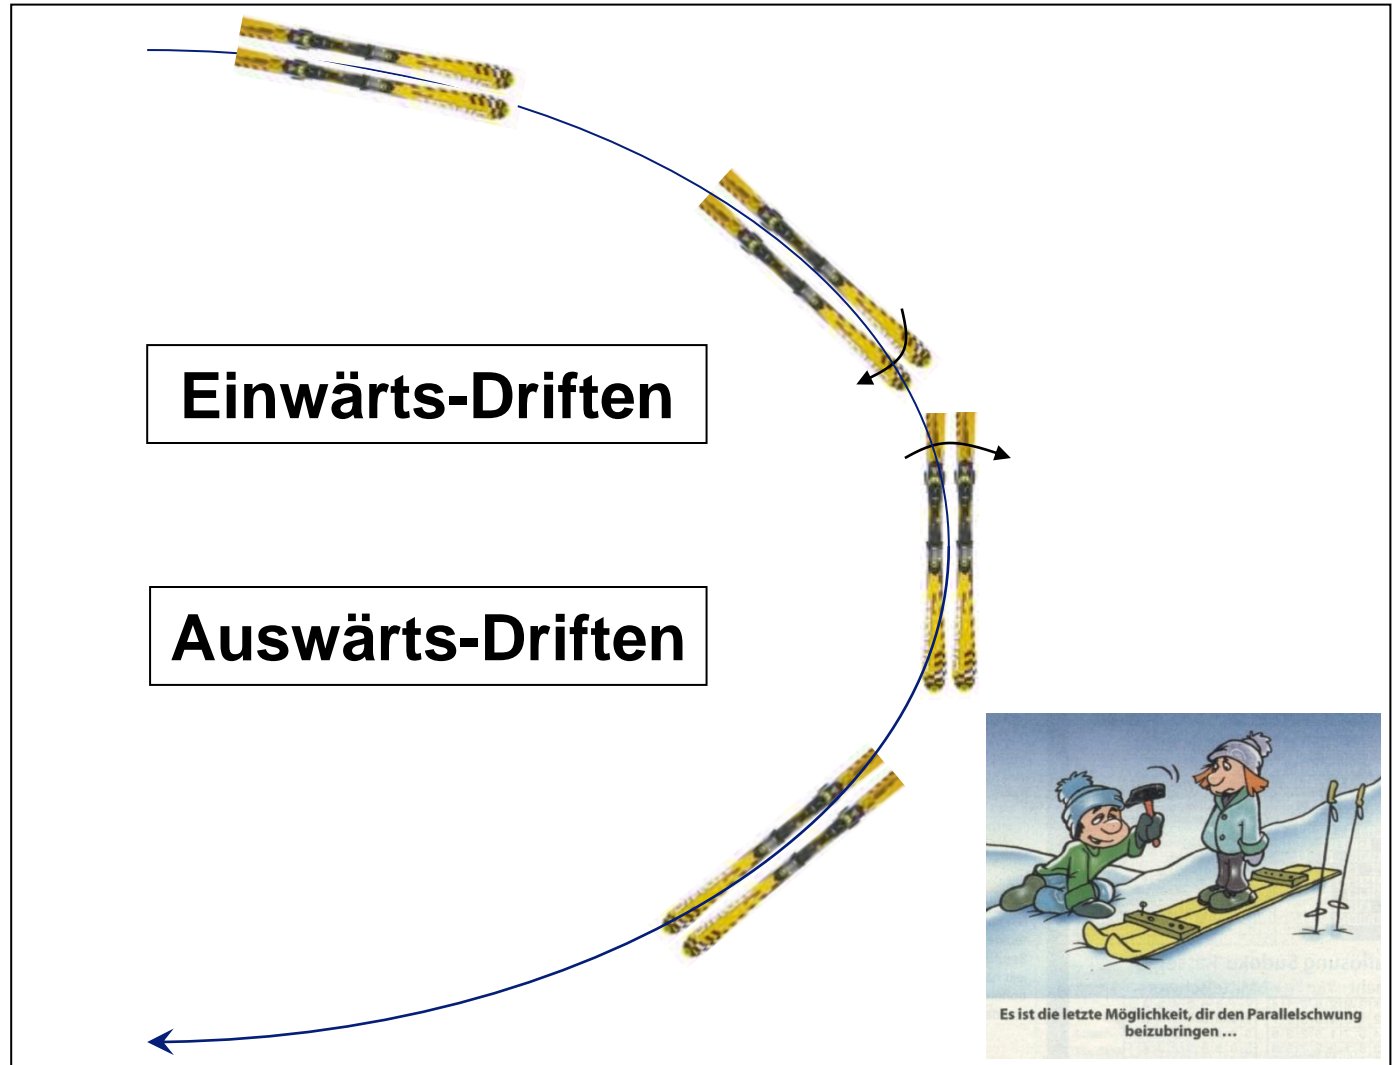 Einwärts-Driften
Auswärts-Driften
Es ist die letzte Möglichkeit, dir den Parallelschwung
beizubringen ...